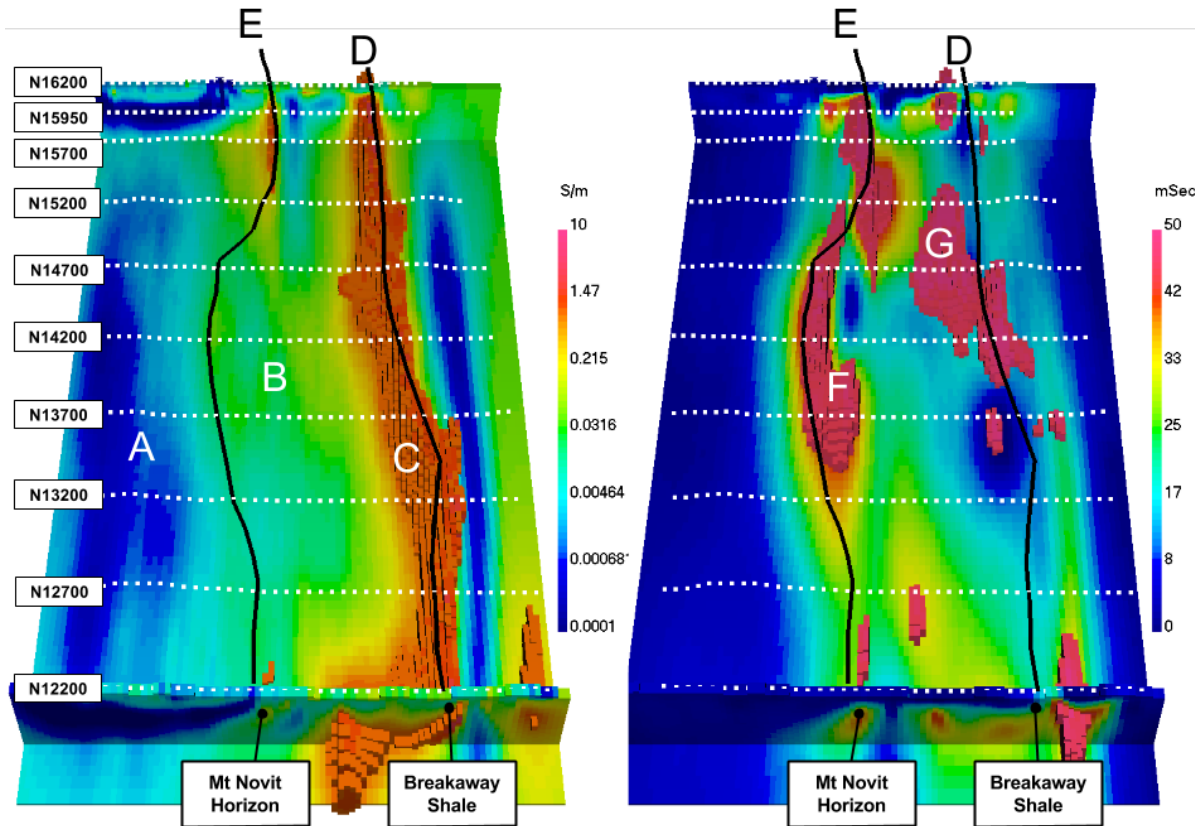 E
D
E
D
N16200
N15950
N15700
N15200
N14700
N14200
N13700
N13200
N12700
N12200
S/m
10
1.47
0.215
0.0316
0.00464
0.00068
0.0001
mSec
50
42
33
25
17
8
0
A
B
C
F
G
Mt Novit
Horizon
Breakaway
Shale
Mt Novit
Horizon
Breakaway
Shale